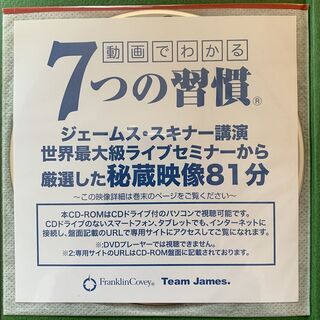 動画でわかる
7つの習慣®
ジェームス・スキナー講演
世界最大級ライブセミナーから
厳選した秘蔵映像81分
～この映像詳細は巻末のページをご覧ください～
本CD-ROMはCDドライブ付のパソコンで視聴可能です。
CDドライブのないスマートフォン、タブレットでも、インターネットに
接続し、盤面記載のURLで専用サイトにアクセスしてご覧になれます。
※:DVDプレーヤーでは視聴できません。
※2:専用サイトのURLはCD-ROM盤面に記載されております。
FranklinCovey® Team James.